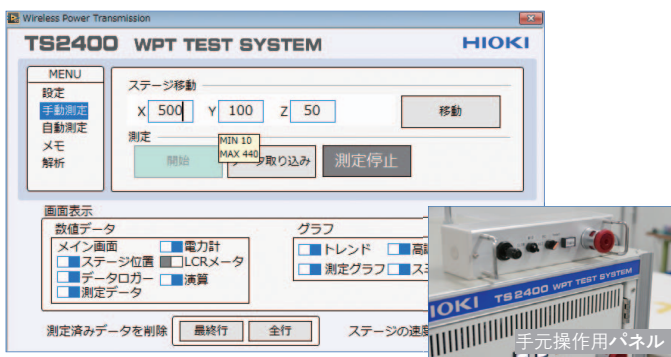 Wireless Power Transmission
TS2400 WPT TEST SYSTEM HIOKI
MENU
設定
手動測定
自動測定
メモ
解析
ステージ移動
X 500 Y 100 Z 50 移動
測定
MIN 10
MAX 440
開始 タ取り込み 測定停止
画面表示
数値データ
メイン画面 電力計
ステージ位置 LCRメータ
データロガー 演算
測定データ
グラフ
トレンド 高調
測定グラフ スミ
測定済みデータを削除 最終行 全行 ステージの速度
HIOKI TS2400 WPT TEST SYSTEM
手元操作用パネル